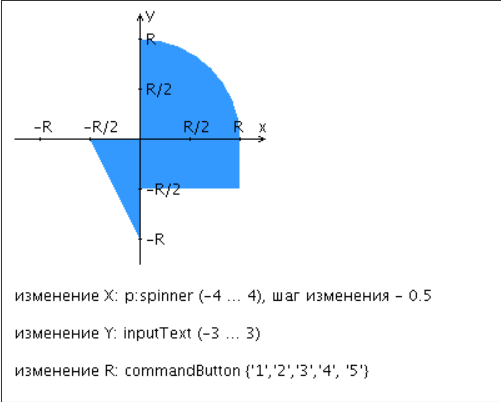 y
R
R/2
-R -R/2 R/2 R x
-R/2
-R
изменение X: p:spinner (-4 ... 4), шаг изменения - 0.5
изменение Y: inputText (-3 ... 3)
изменение R: commandButton {'1','2','3','4', '5'}